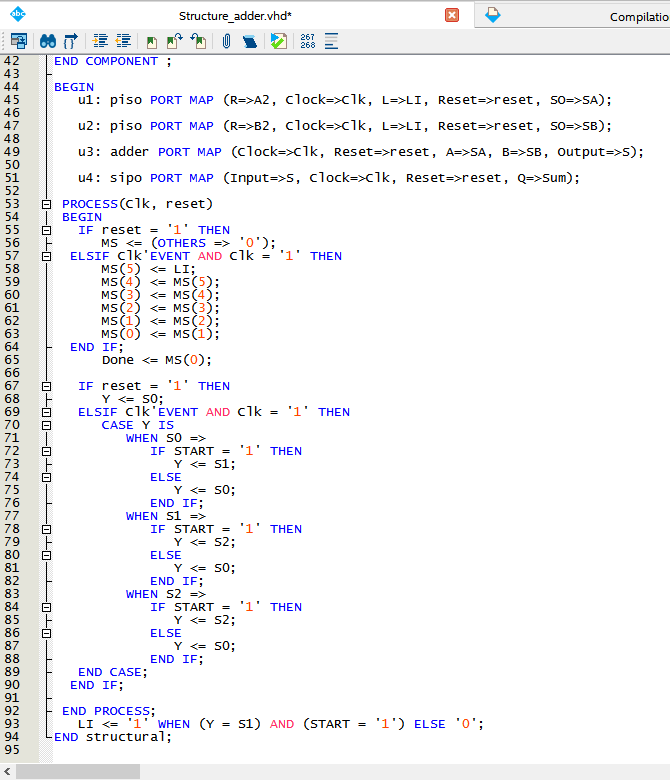 abc
Structure_adder.vhd*
Compilatio
267
268
42 END COMPONENT ;
43
44 BEGIN
45 u1: piso PORT MAP (R=>A2, Clock=>Clk, L=>LI, Reset=>reset, SO=>SA);
46
47 u2: piso PORT MAP (R=>B2, Clock=>Clk, L=>LI, Reset=>reset, SO=>SB);
48
49 u3: adder PORT MAP (Clock=>Clk, Reset=>reset, A=>SA, B=>SB, Output=>S);
50
51 u4: sipo PORT MAP (Input=>S, Clock=>Clk, Reset=>reset, Q=>Sum);
52
53 PROCESS(Clk, reset)
54 BEGIN
55 IF reset = '1' THEN
56 MS <= (OTHERS => '0');
57 ELSIF Clk'EVENT AND Clk = '1' THEN
58 MS(5) <= LI;
59 MS(4) <= MS(5);
60 MS(3) <= MS(4);
61 MS(2) <= MS(3);
62 MS(1) <= MS(2);
63 MS(0) <= MS(1);
64 END IF;
65 Done <= MS(0);
66
67 IF reset = '1' THEN
68 Y <= S0;
69 ELSIF Clk'EVENT AND Clk = '1' THEN
70 CASE Y IS
71 WHEN S0 =>
72 IF START = '1' THEN
73 Y <= S1;
74 ELSE
75 Y <= S0;
76 END IF;
77 WHEN S1 =>
78 IF START = '1' THEN
79 Y <= S2;
80 ELSE
81 Y <= S0;
82 END IF;
83 WHEN S2 =>
84 IF START = '1' THEN
85 Y <= S2;
86 ELSE
87 Y <= S0;
88 END IF;
89 END CASE;
90 END IF;
91
92 END PROCESS;
93 LI <= '1' WHEN (Y = S1) AND (START = '1') ELSE '0';
94 END structural;
95